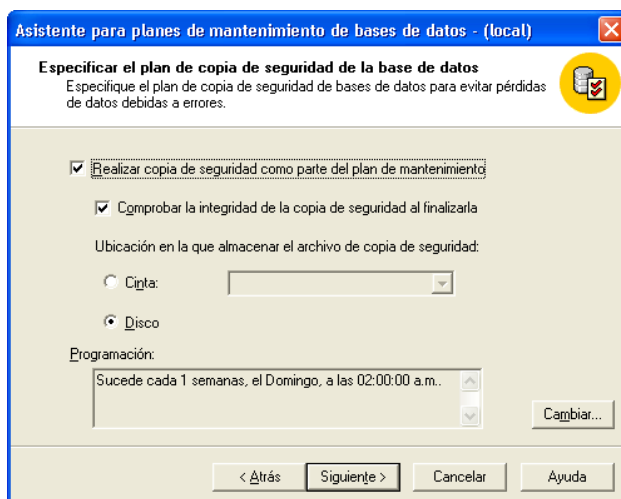 Asistente para planes de mantenimiento de bases de datos - (local)
Especificar el plan de copia de seguridad de la base de datos
Especifique el plan de copia de seguridad de bases de datos para evitar pérdidas
de datos debidas a errores.
Realizar copia de seguridad como parte del plan de mantenimiento
Comprobar la integridad de la copia de seguridad al finalizarla
Ubicación en la que almacenar el archivo de copia de seguridad:
Cinta:
Disco
Programación:
Sucede cada 1 semanas, el Domingo, a las 02:00:00 a.m..
Cambiar...
< Atrás Siguiente > Cancelar Ayuda